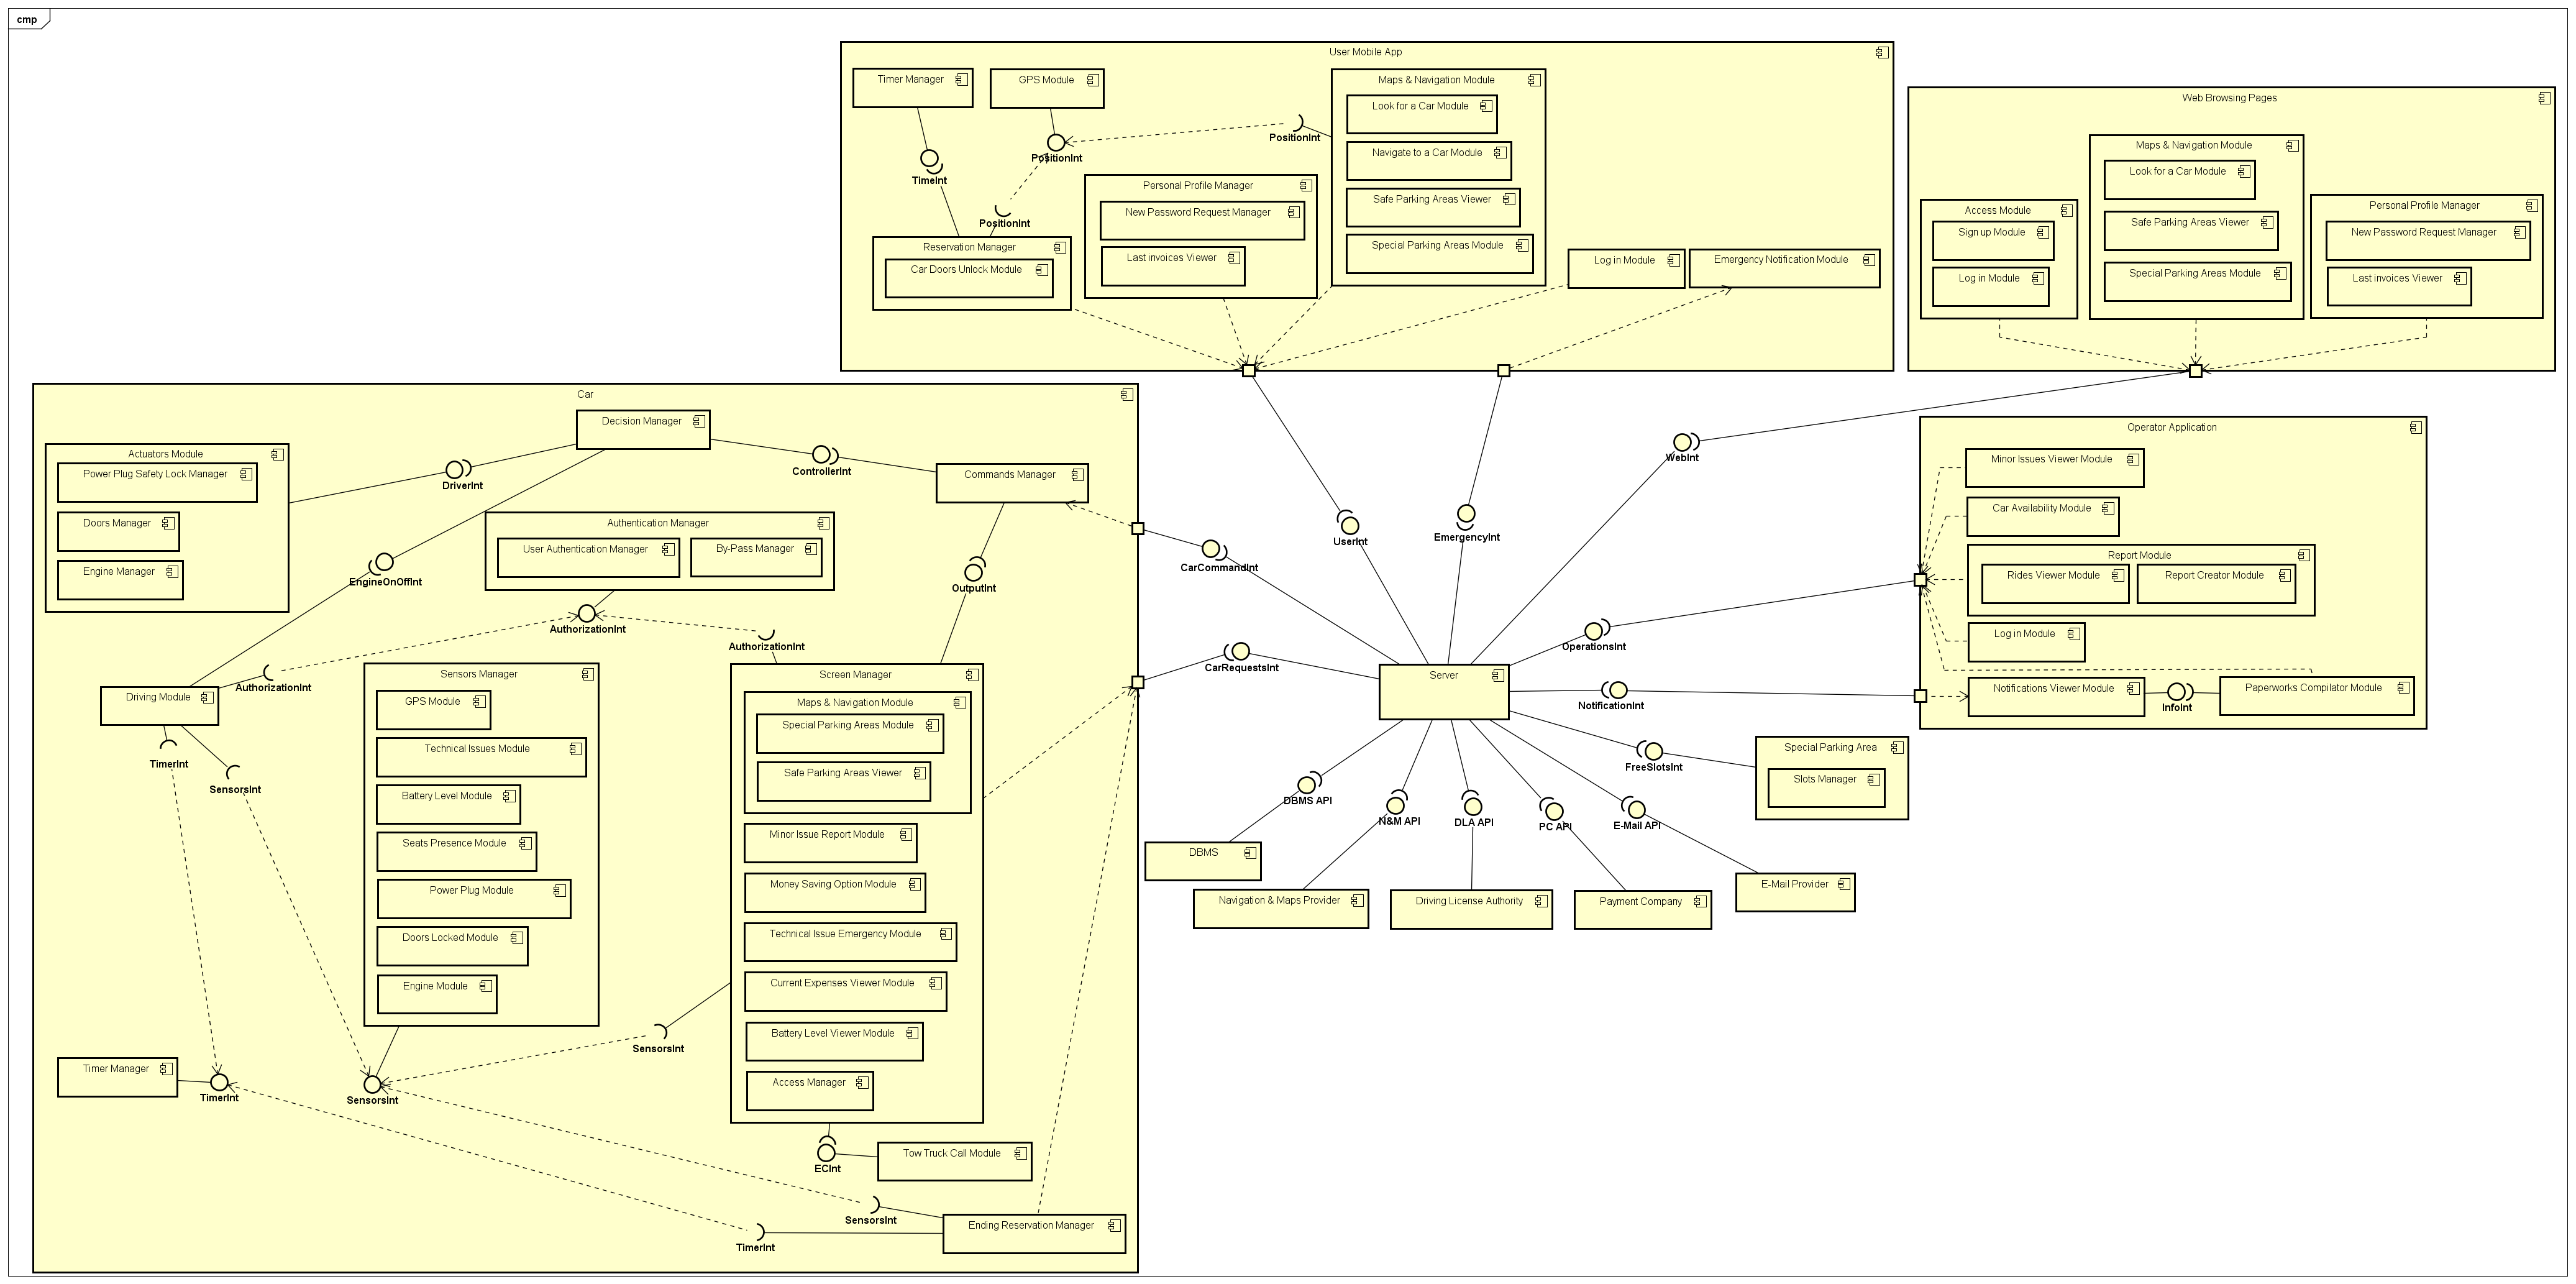 cmp
User Mobile App
Timer Manager
GPS Module
Maps & Navigation Module
Look for a Car Module
Navigate to a Car Module
Safe Parking Areas Viewer
Special Parking Areas Module
PositionInt
PositionInt
TimeInt
PositionInt
Personal Profile Manager
New Password Request Manager
Last invoices Viewer
Reservation Manager
Car Doors Unlock Module
Log in Module
Emergency Notification Module
Web Browsing Pages
Maps & Navigation Module
Look for a Car Module
Safe Parking Areas Viewer
Special Parking Areas Module
Access Module
Sign up Module
Log in Module
Personal Profile Manager
New Password Request Manager
Last invoices Viewer
Car
Decision Manager
Actuators Module
Power Plug Safety Lock Manager
Doors Manager
Engine Manager
DriverInt
ControllerInt
Commands Manager
Authentication Manager
User Authentication Manager
By-Pass Manager
EngineOnOffInt
OutputInt
AuthorizationInt
AuthorizationInt
AuthorizationInt
Driving Module
TimerInt
SensorsInt
Sensors Manager
GPS Module
Technical Issues Module
Battery Level Module
Seats Presence Module
Power Plug Module
Doors Locked Module
Engine Module
Screen Manager
Maps & Navigation Module
Special Parking Areas Module
Safe Parking Areas Viewer
Minor Issue Report Module
Money Saving Option Module
Technical Issue Emergency Module
Current Expenses Viewer Module
Battery Level Viewer Module
Access Manager
SensorsInt
Timer Manager
TimerInt
SensorsInt
ECInt
Tow Truck Call Module
SensorsInt
TimerInt
Ending Reservation Manager
CarCommandInt
CarRequestsInt
UserInt
EmergencyInt
WebInt
OperationsInt
NotificationInt
FreeSlotsInt
Server
DBMS API
N&M API
DLA API
PC API
E-Mail API
DBMS
Navigation & Maps Provider
Driving License Authority
Payment Company
E-Mail Provider
Special Parking Area
Slots Manager
Operator Application
Minor Issues Viewer Module
Car Availability Module
Report Module
Rides Viewer Module
Report Creator Module
Log in Module
Notifications Viewer Module
InfoInt
Paperworks Compilator Module